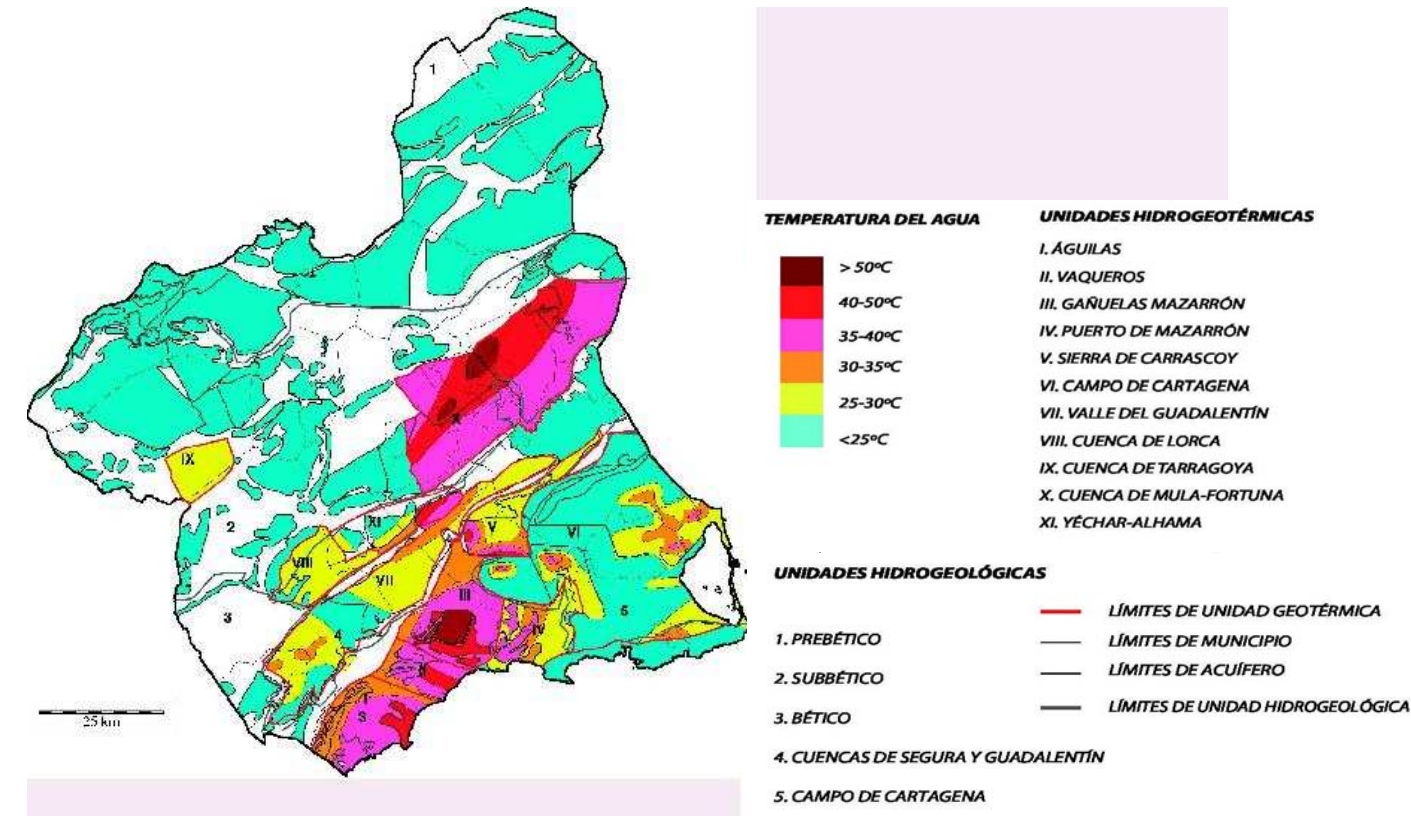 1
IX
X
2
XI
V
VI
VIII
VII
III
3
4
5
IV
II
I
3
25 km
TEMPERATURA DEL AGUA
> 50ºC
40-50ºC
35-40ºC
30-35ºC
25-30ºC
<25ºC
UNIDADES HIDROGEOTÉRMICAS
I. ÁGUILAS
II. VAQUEROS
III. GAÑUELAS MAZARRÓN
IV. PUERTO DE MAZARRÓN
V. SIERRA DE CARRASCOY
VI. CAMPO DE CARTAGENA
VII. VALLE DEL GUADALENTÍN
VIII. CUENCA DE LORCA
IX. CUENCA DE TARRAGOYA
X. CUENCA DE MULA-FORTUNA
XI. YÉCHAR-ALHAMA
UNIDADES HIDROGEOLÓGICAS
1. PREBÉTICO
2. SUBBÉTICO
3. BÉTICO
4. CUENCAS DE SEGURA Y GUADALENTÍN
5. CAMPO DE CARTAGENA
LÍMITES DE UNIDAD GEOTÉRMICA
LÍMITES DE MUNICIPIO
LÍMITES DE ACUÍFERO
LÍMITES DE UNIDAD HIDROGEOLÓGICA